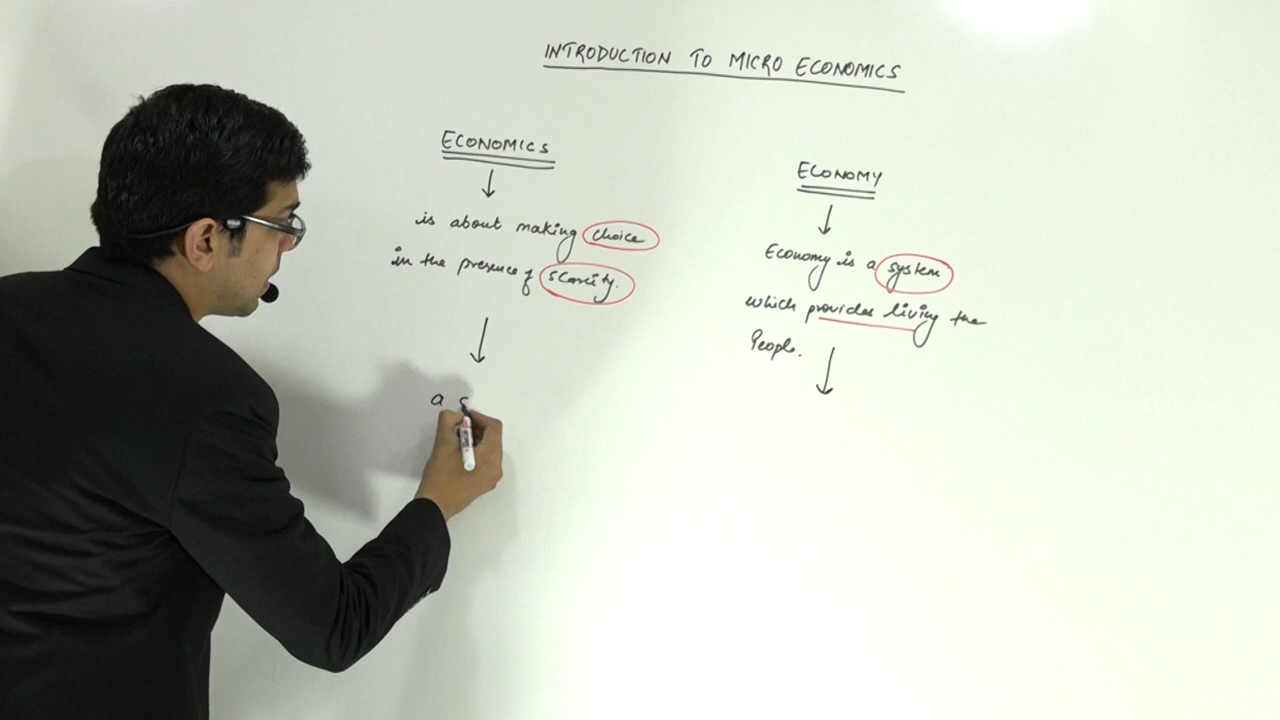 INTRODUCTION TO MICRO ECONOMICS
ECONOMICS
is about making choice
in the presence of scarcity.
a s
ECONOMY
Economy is a system
which provides living the
People.